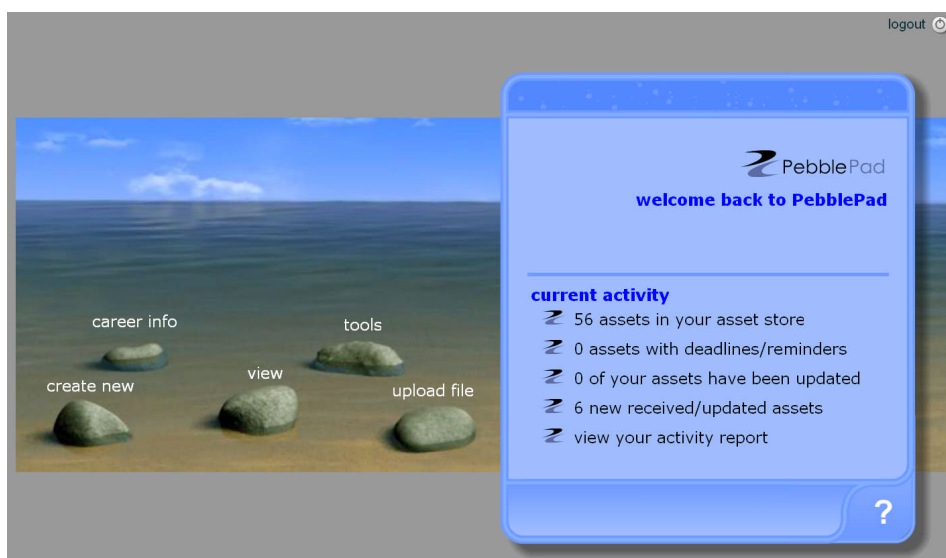 logout
PebblePad
welcome back to PebblePad
current activity
56 assets in your asset store
0 assets with deadlines/reminders
0 of your assets have been updated
6 new received/updated assets
view your activity report
career info
tools
create new
view
upload file
?